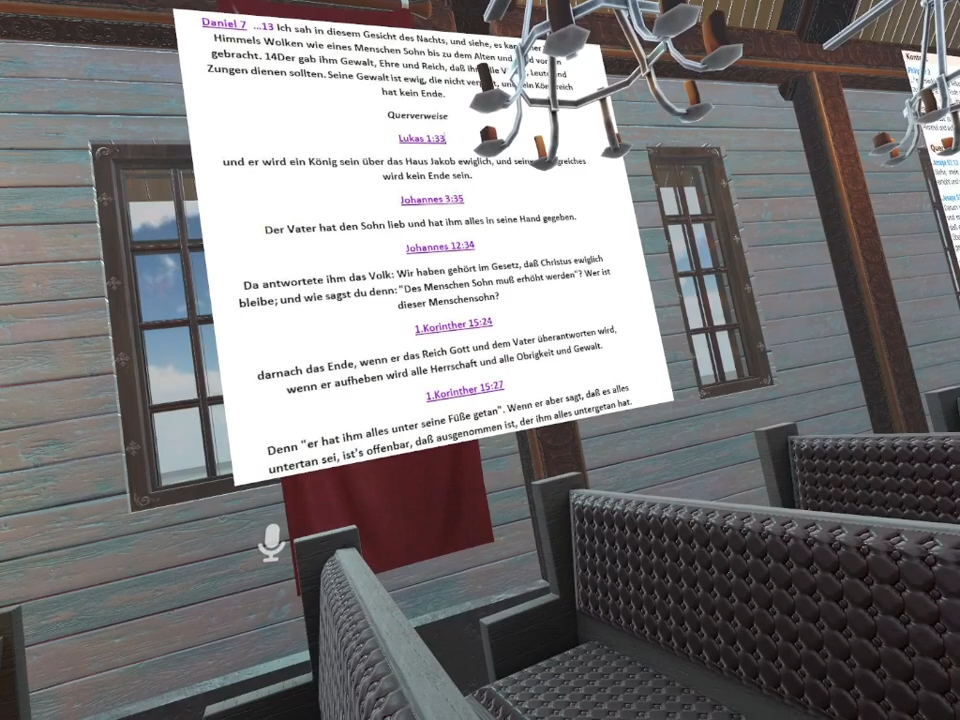 Daniel 7 ...13 Ich sah in diesem Gesicht des Nachts, und siehe, es
Himmels Wolken wie eines Menschen Sohn bis zu dem Alten und
gebracht. 14Der gab ihm Gewalt, Ehre und Reich, daß ihm
Zungen dienen sollten. Seine Gewalt ist ewig, die nicht
hat kein Ende.
Querverweise
Lukas 1:33
und er wird ein König sein über das Haus Jakob ewiglich, und
wird kein Ende sein.
Johannes 3:35
Der Vater hat den Sohn lieb und hat ihm alles in seine Hand gegeben.
Johannes 12:34
Da antwortete ihm das Volk: Wir haben gehört im Gesetz, daß Christus ewiglich
bleibe; und wie sagst du denn: "Des Menschen Sohn muß erhöht werden"? Wer ist
dieser Menschensohn?
1.Korinther 15:24
darnach das Ende, wenn er das Reich Gott und dem Vater überantworten wird,
wenn er aufheben wird alle Herrschaft und alle Obrigkeit und Gewalt.
1.Korinther 15:27
Denn "er hat ihm alles unter seine Füße getan". Wenn er aber sagt, daß es alles
untertan sei, ist's offenbar, daß ausgenommen ist, der ihm alles untergetan hat.